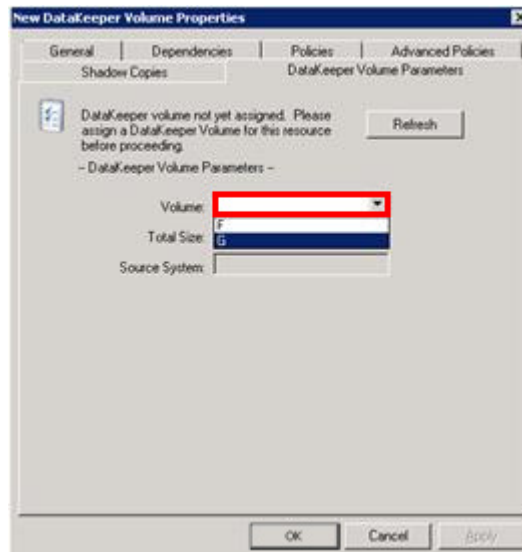 New DataKeeper Volume Properties
General
Dependencies
Policies
Advanced Policies
Shadow Copies
DataKeeper Volume Parameters
DataKeeper volume not yet assigned. Please
assign a DataKeeper Volume for this resource
before proceeding.
Refresh
-- DataKeeper Volume Parameters --
Volume:
F
Total Size:
G
Source System:
OK
Cancel
Apply